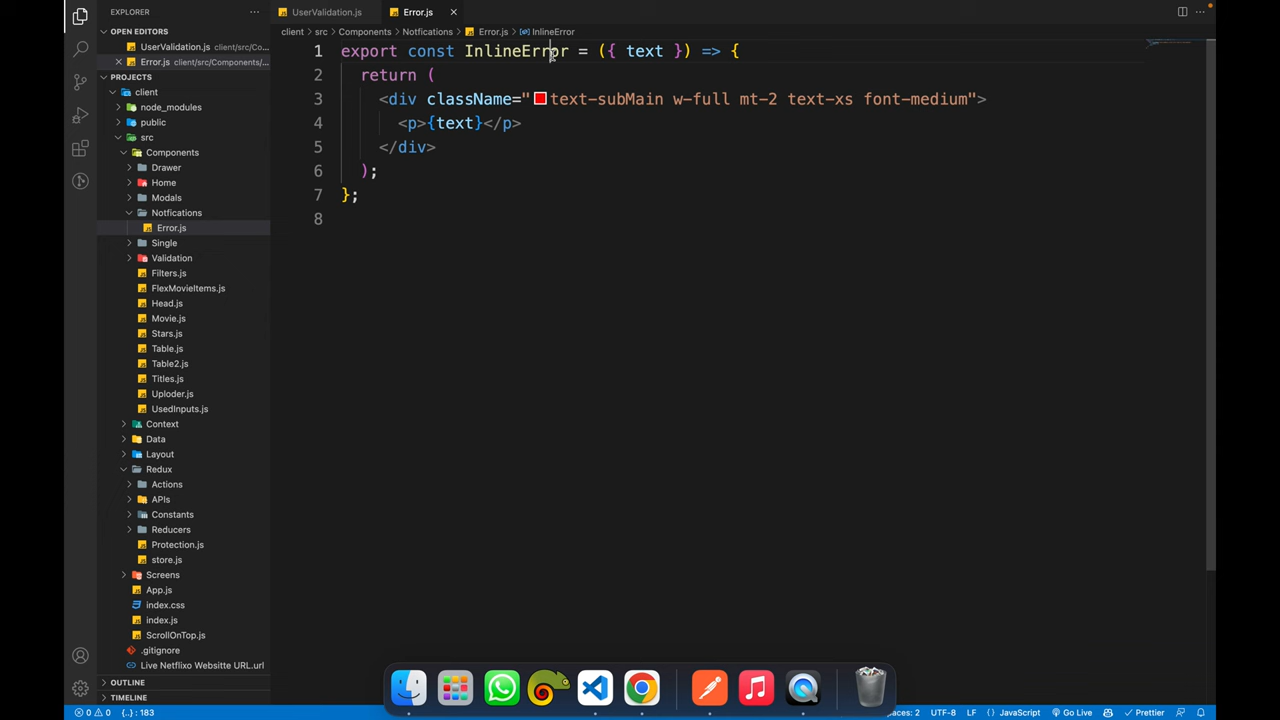 EXPLORER
OPEN EDITORS
UserValidation.js client/src/Co...
Error.js client/src/Components/...
PROJECTS
client
node_modules
public
src
Components
Drawer
Home
Modals
Notfications
Error.js
Single
Validation
Filters.js
FlexMovieItems.js
Head.js
Movie.js
Stars.js
Table.js
Table2.js
Titles.js
Uploder.js
UsedInputs.js
Context
Data
Layout
Redux
Actions
APIs
Constants
Reducers
Protection.js
store.js
Screens
App.js
index.css
index.js
ScrollOnTop.js
.gitignore
Live Netflixo Websitte URL.url
OUTLINE
TIMELINE
UserValidation.js
Error.js
client > src > Components > Notfications > Error.js > InlineError
1 export const InlineError = ({ text }) => {
2 return (
3 <div className="text-subMain w-full mt-2 text-xs font-medium">
4 <p>{text}</p>
5 </div>
6 );
7 };
8
0 0 {..} : 183
paces: 2 UTF-8 LF {} JavaScript Go Live Prettier